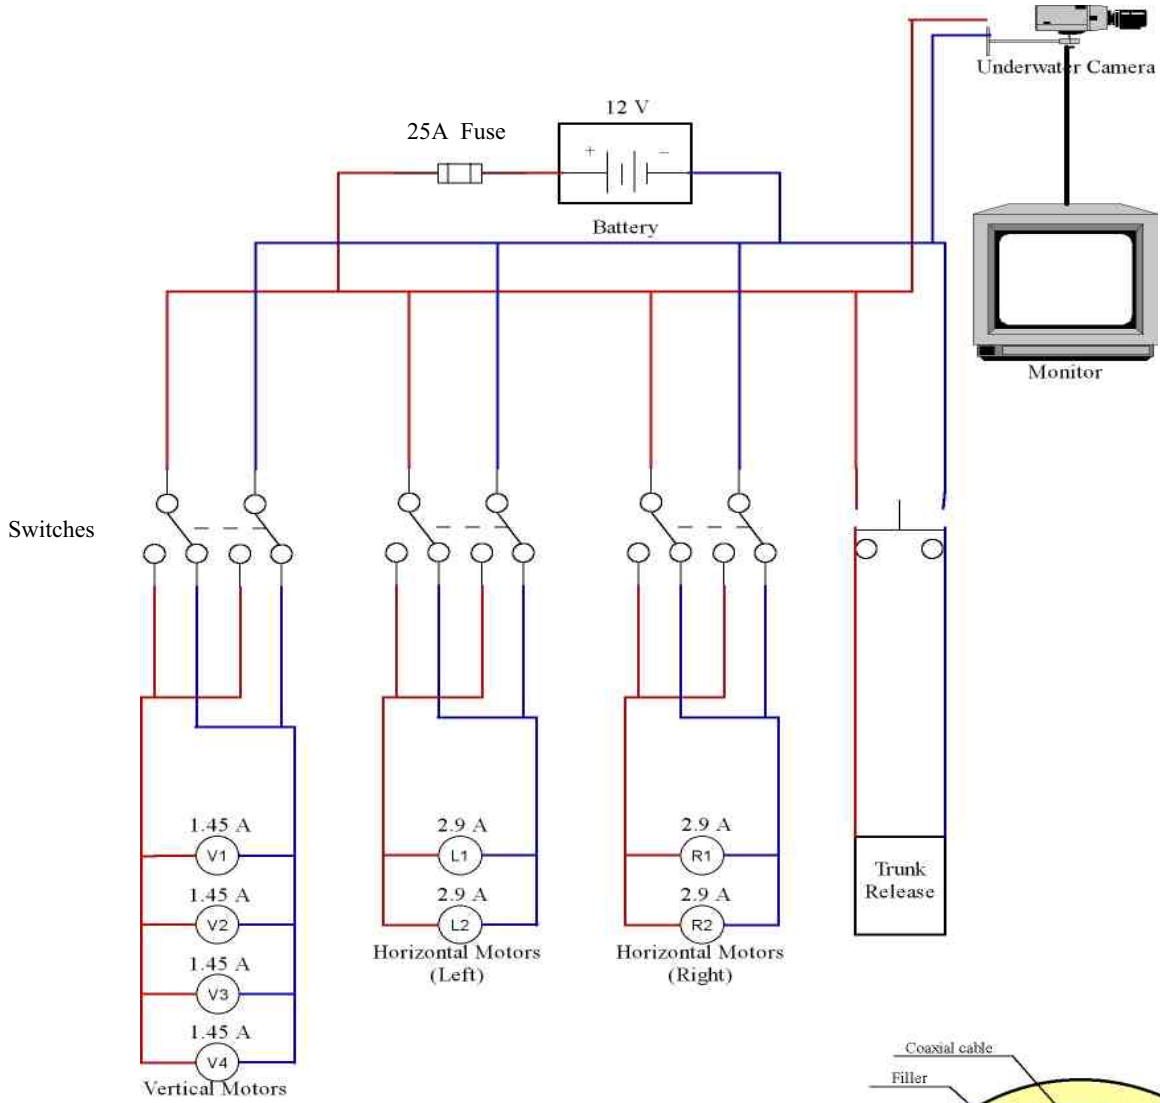 Underwater Camera
12 V
25A Fuse
+ −
Battery
Monitor
Switches
1.45 A
V1
1.45 A
V2
1.45 A
V3
1.45 A
V4
Vertical Motors
2.9 A
L1
2.9 A
L2
Horizontal Motors
(Left)
2.9 A
R1
2.9 A
R2
Horizontal Motors
(Right)
Trunk
Release
Coaxial cable
Filler